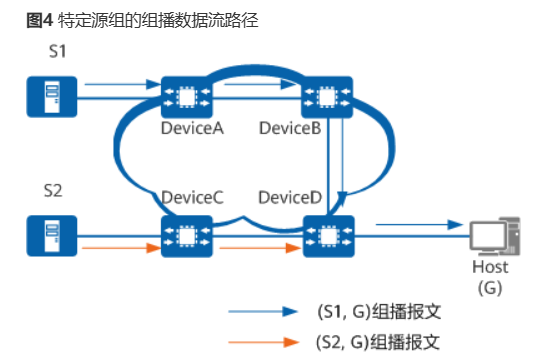 图4 特定源组的组播数据流路径
S1
DeviceA
DeviceB
S2
DeviceC
DeviceD
Host
(G)
(S1, G)组播报文
(S2, G)组播报文